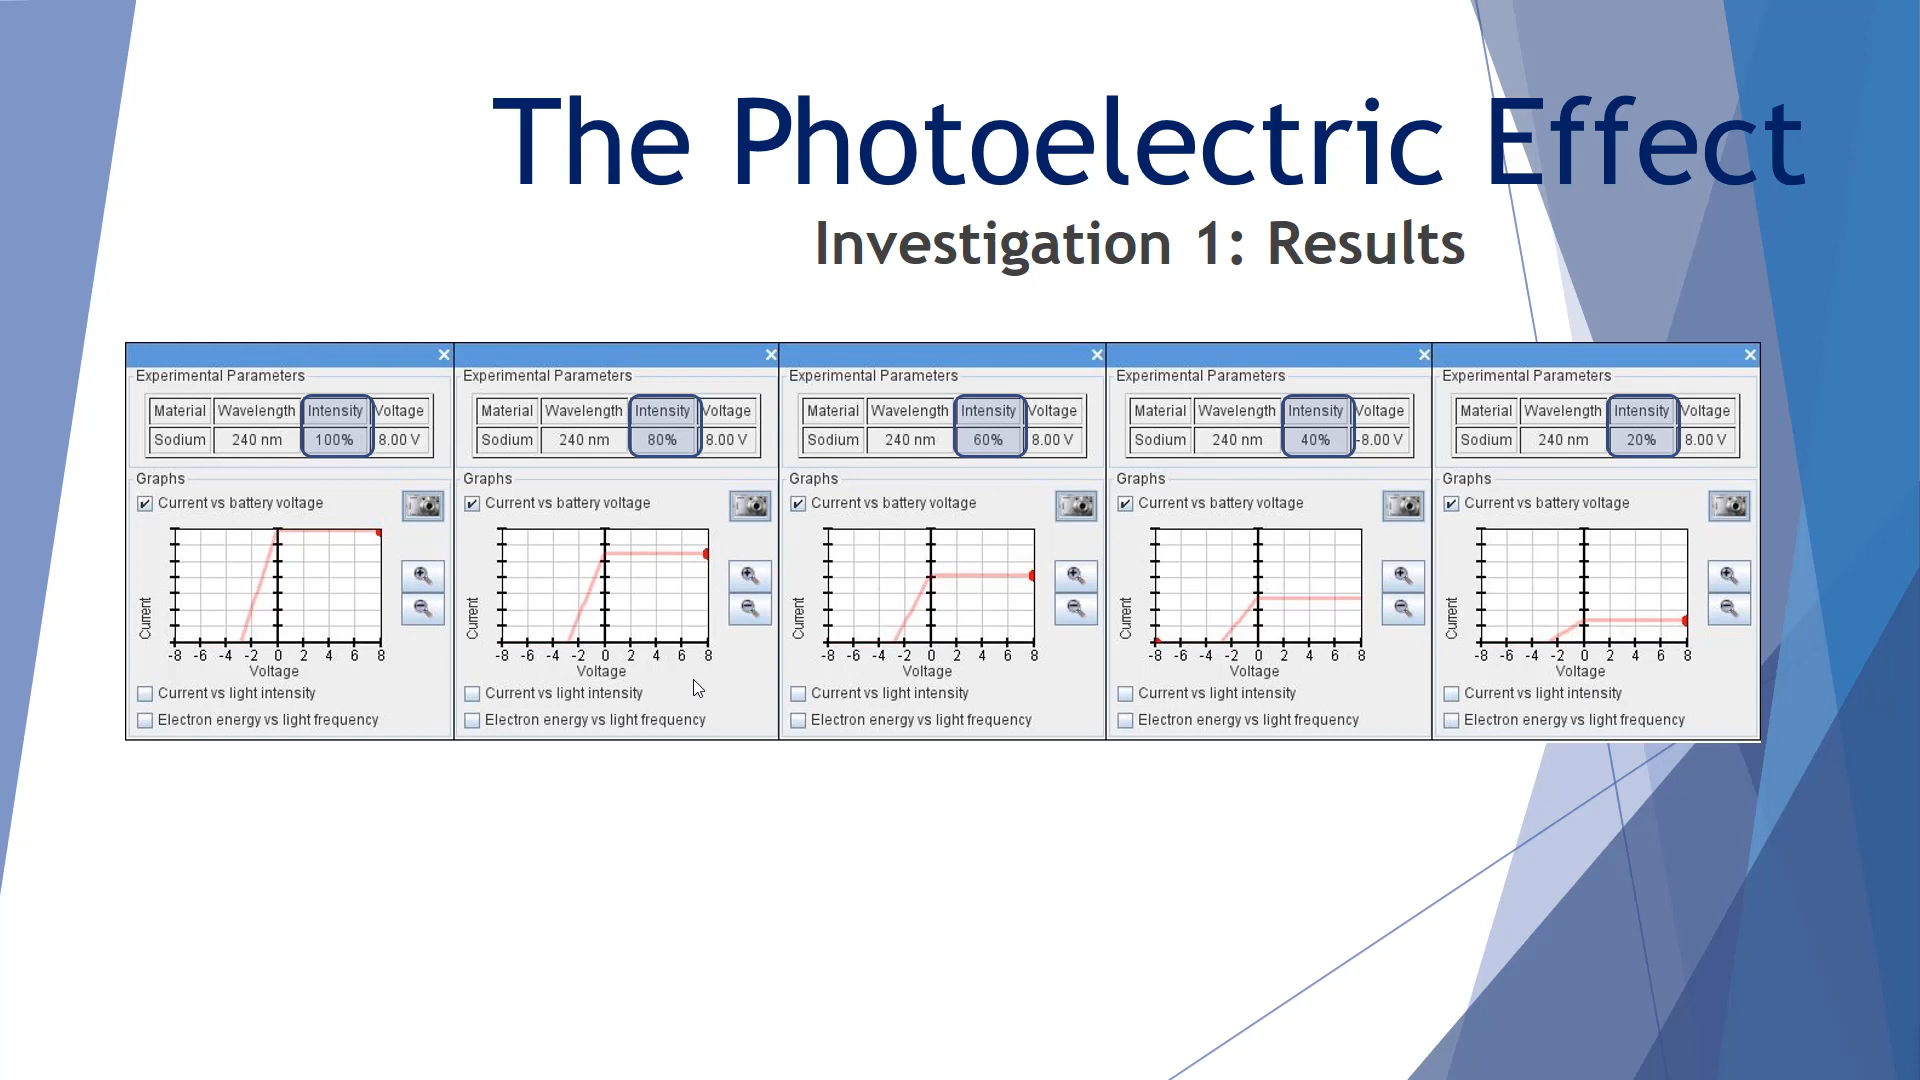 The Photoelectric Effect
Investigation 1: Results
Experimental Parameters
Material Wavelength Intensity Voltage
Sodium 240 nm 100% 8.00 V
Graphs
Current vs battery voltage
Current
-8 -6 -4 -2 0 2 4 6 8
Voltage
Current vs light intensity
Electron energy vs light frequency
Experimental Parameters
Material Wavelength Intensity Voltage
Sodium 240 nm 80% 8.00 V
Graphs
Current vs battery voltage
Current
-8 -6 -4 -2 0 2 4 6 8
Voltage
Current vs light intensity
Electron energy vs light frequency
Experimental Parameters
Material Wavelength Intensity Voltage
Sodium 240 nm 60% 8.00 V
Graphs
Current vs battery voltage
Current
-8 -6 -4 -2 0 2 4 6 8
Voltage
Current vs light intensity
Electron energy vs light frequency
Experimental Parameters
Material Wavelength Intensity Voltage
Sodium 240 nm 40% -8.00 V
Graphs
Current vs battery voltage
Current
-8 -6 -4 -2 0 2 4 6 8
Voltage
Current vs light intensity
Electron energy vs light frequency
Experimental Parameters
Material Wavelength Intensity Voltage
Sodium 240 nm 20% 8.00 V
Graphs
Current vs battery voltage
Current
-8 -6 -4 -2 0 2 4 6 8
Voltage
Current vs light intensity
Electron energy vs light frequency